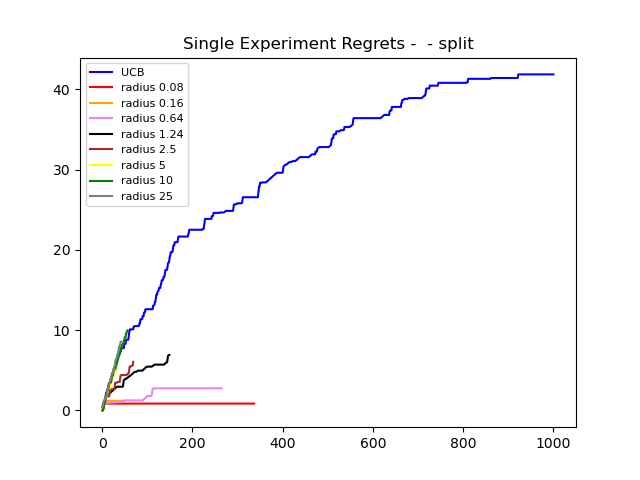 Single Experiment Regrets -  - split
UCB
radius 0.08
radius 0.16
radius 0.64
radius 1.24
radius 2.5
radius 5
radius 10
radius 25
40
30
20
10
0
0 200 400 600 800 1000